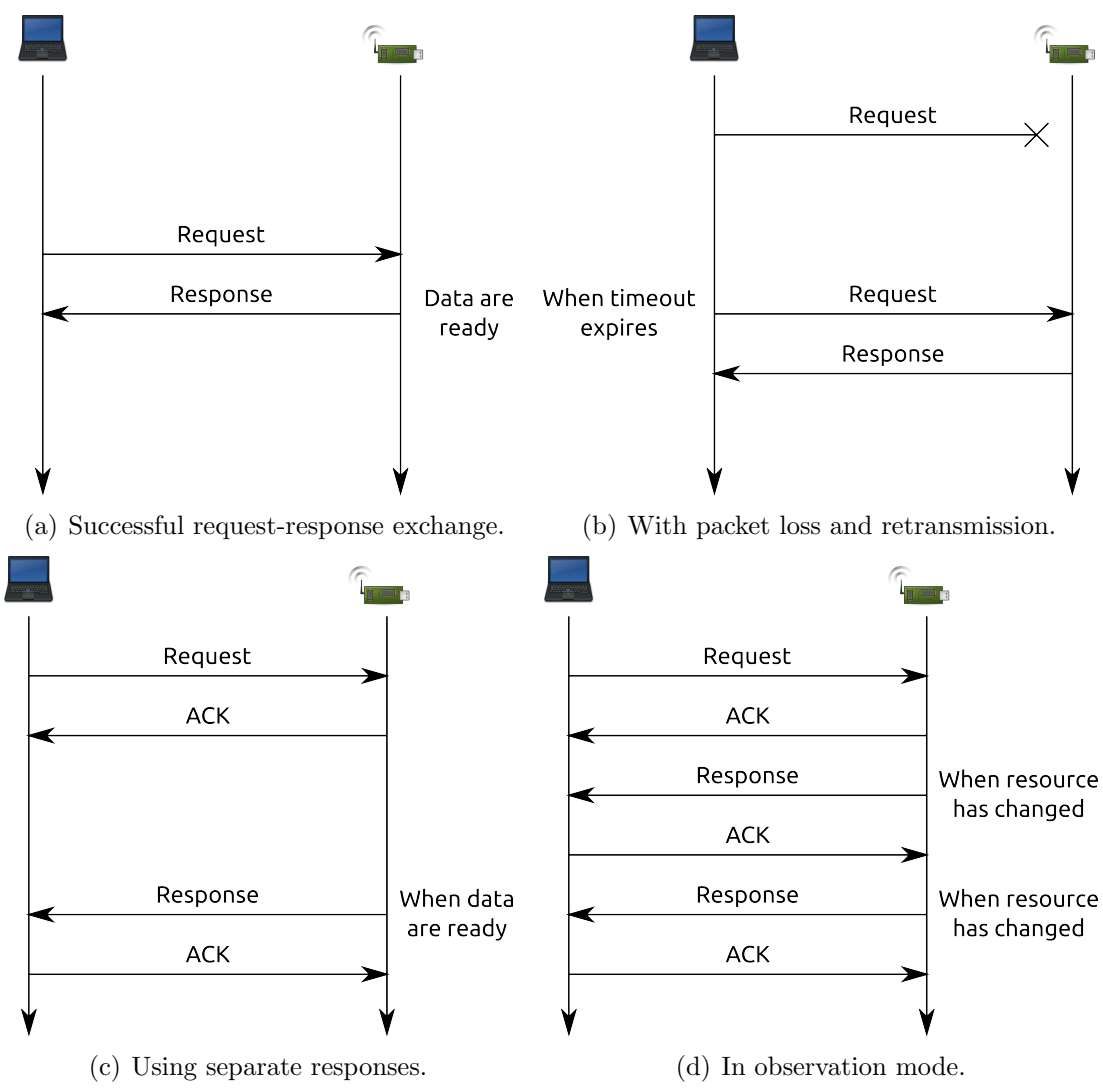 Request
Response
Data are
ready
(a) Successful request-response exchange.
Request
When timeout
expires
Request
Response
(b) With packet loss and retransmission.
Request
ACK
Response
When data
are ready
ACK
(c) Using separate responses.
Request
ACK
Response
When resource
has changed
ACK
Response
When resource
has changed
ACK
(d) In observation mode.